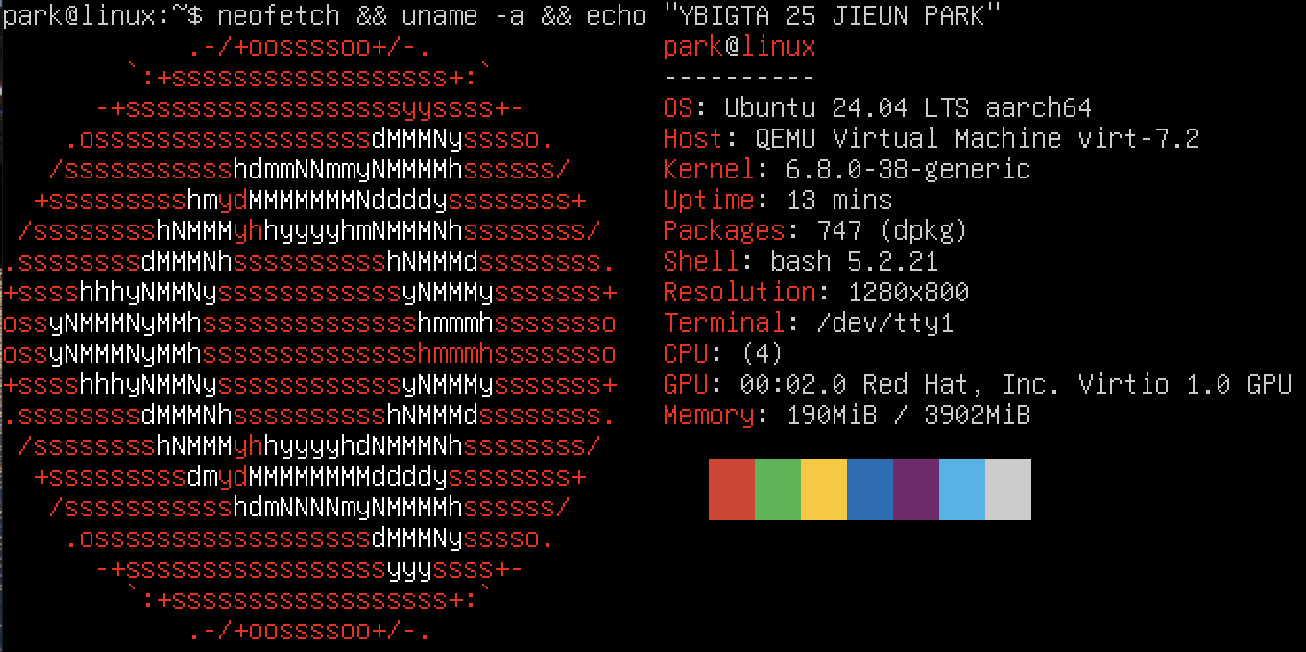 park@linux:~$ neofetch && uname -a && echo "YBIGTA 25 JIEUN PARK"
.-/+oossssoo+/-. park@linux
`:+ssssssssssssssssss+:` ----------
-+ssssssssssssssssssyyssss+- OS: Ubuntu 24.04 LTS aarch64
.ossssssssssssssssssdMMMNysssso. Host: QEMU Virtual Machine virt-7.2
/ssssssssssshdmmNNmmyNMMMMhssssss/ Kernel: 6.8.0-38-generic
+ssssssssshmydMMMMMMMNddddyssssssss+ Uptime: 13 mins
/sssssssshNMMMyhhyyyyhmNMMMNhssssssss/ Packages: 747 (dpkg)
.ssssssssdMMMNhsssssssssshNMMMdssssssss. Shell: bash 5.2.21
+sssshhhyNMMNyssssssssssssyNMMMysssssss+ Resolution: 1280x800
ossyNMMMNyMMhsssssssssssssshmmmhssssssso Terminal: /dev/tty1
ossyNMMMNyMMhsssssssssssssshmmmhssssssso CPU: (4)
+sssshhhyNMMNyssssssssssssyNMMMysssssss+ GPU: 00:02.0 Red Hat, Inc. Virtio 1.0 GPU
.ssssssssdMMMNhsssssssssshNMMMdssssssss. Memory: 190MiB / 3902MiB
/sssssssshNMMMyhhyyyyhdNMMMNhssssssss/
+sssssssssdmydMMMMMMMMddddyssssssss+
/ssssssssssshdmNNNNmyNMMMMhssssss/
.ossssssssssssssssssdMMMNysssso.
-+sssssssssssssssssyyyssss+-
`:+ssssssssssssssssss+:`
.-/+oossssoo+/-.